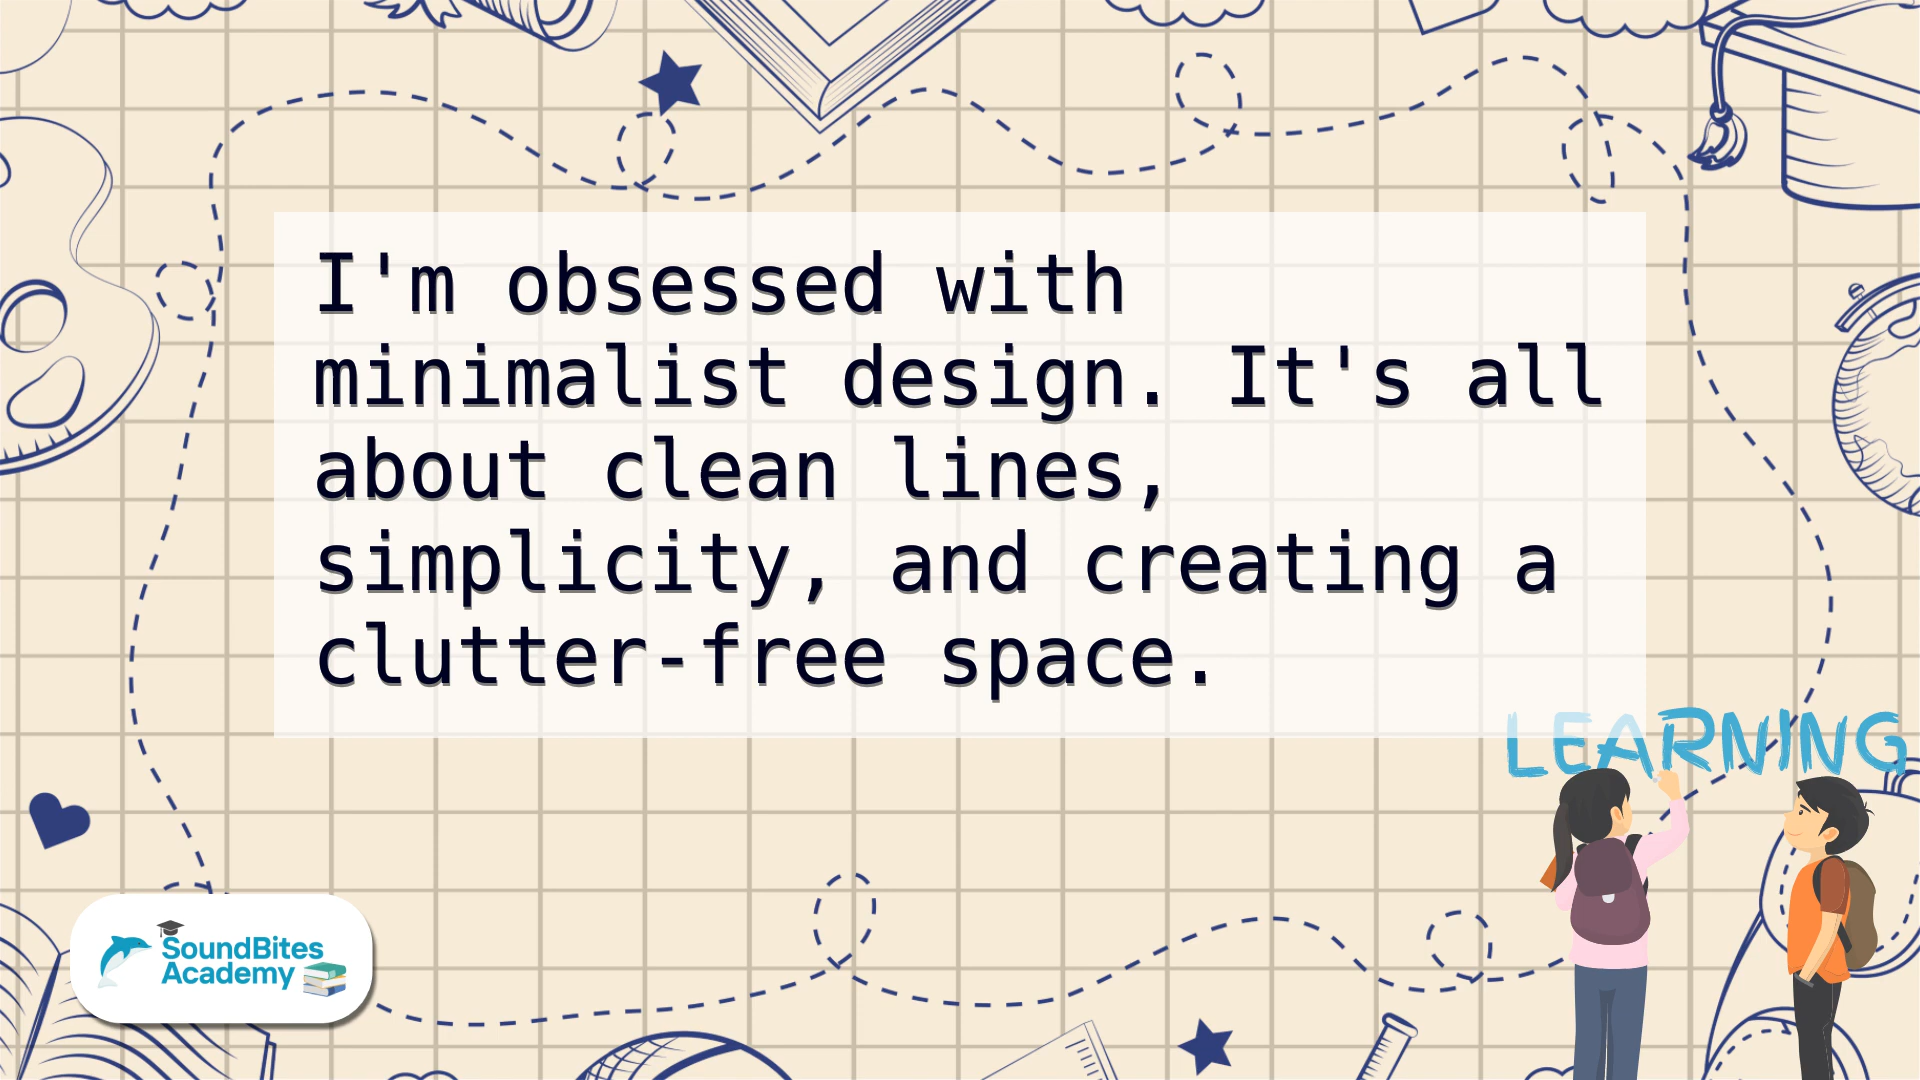 I'm obsessed with
minimalist design. It's all
about clean lines,
simplicity, and creating a
clutter-free space.
LEARNING
SoundBites
Academy